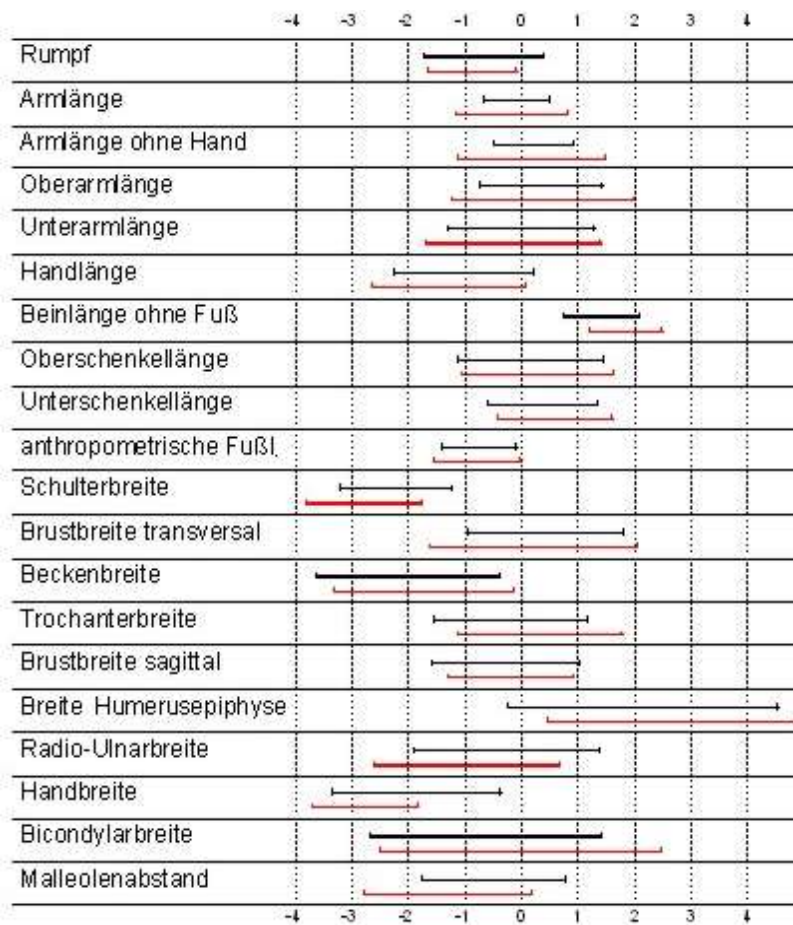 -4 -3 -2 -1 0 1 2 3 4
Rumpf
Armlänge
Armlänge ohne Hand
Oberarmlänge
Unterarmlänge
Handlänge
Beinlänge ohne Fuß
Oberschenkellänge
Unterschenkellänge
anthropometrische Fußl.
Schulterbreite
Brustbreite transversal
Beckenbreite
Trochanterbreite
Brustbreite sagittal
Breite Humerusepiphyse
Radio-Ulnarbreite
Handbreite
Bicondylarbreite
Malleolenabstand
-4 -3 -2 -1 0 1 2 3 4